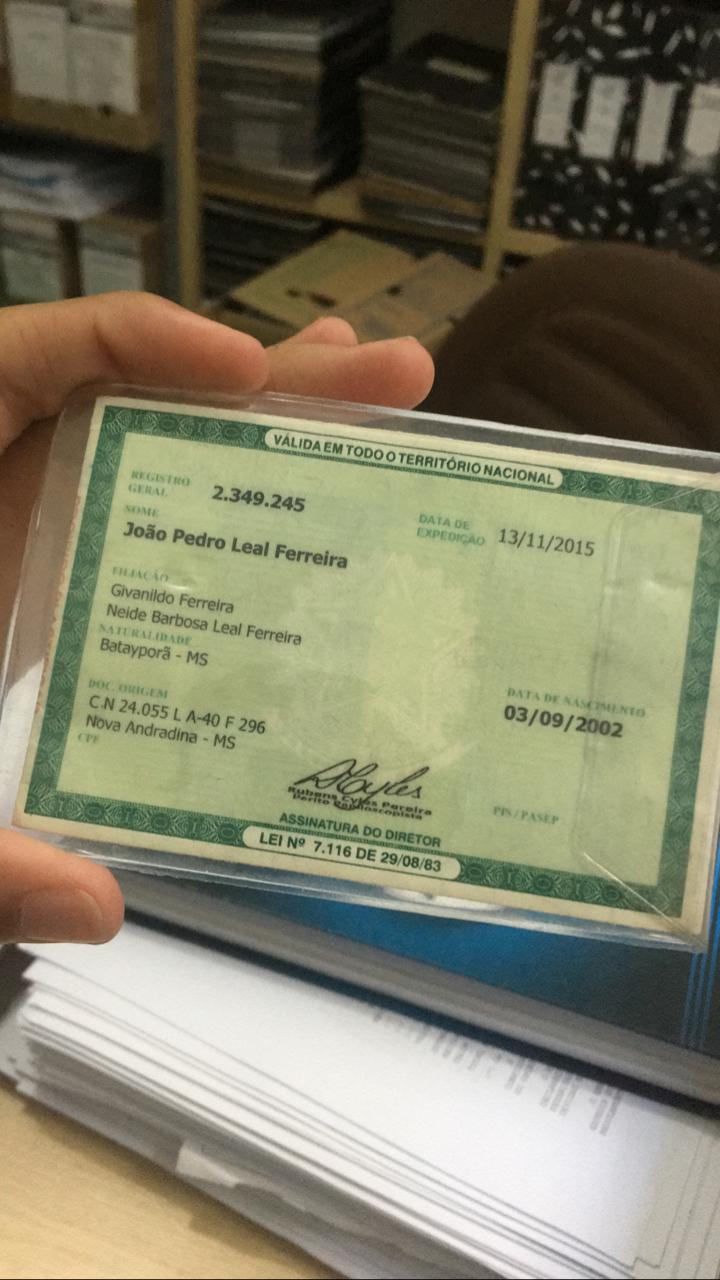 VÁLIDA EM TODO O TERRITÓRIO NACIONAL
REGISTRO GERAL 2.349.245
DATA DE EXPEDIÇÃO 13/11/2015
NOME
João Pedro Leal Ferreira
FILIAÇÃO
Givanildo Ferreira
Neide Barbosa Leal Ferreira
NATURALIDADE
Batayporã - MS
DOC. ORIGEM
C.N 24.055 L A-40 F 296
Nova Andradina - MS
CPF
DATA DE NASCIMENTO
03/09/2002
Perito Papiloscopista
PIS / PASEP
ASSINATURA DO DIRETOR
LEI Nº 7.116 DE 29/08/83